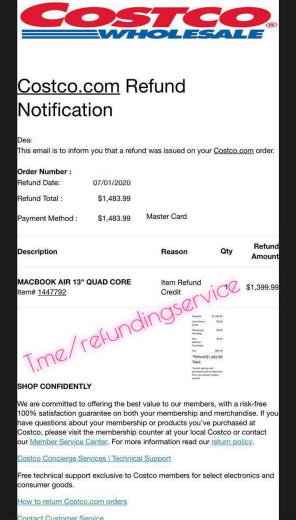 COSTCO
WHOLESALE
Costco.com Refund
Notification
Dea:
This email is to inform you that a refund was issued on your Costco.com order.
Order Number :
Refund Date: 07/01/2020
Refund Total : $1,483.99
Payment Method : $1,483.99 Master Card
Description Reason Qty Refund
Amount
MACBOOK AIR 13" QUAD CORE Item Refund 1 $1,399.99
Item# 1447792 Credit
T.me/refundingservice
*Refund $1,483.99
Total:
SHOP CONFIDENTLY
We are committed to offering the best value to our members, with a risk-free
100% satisfaction guarantee on both your membership and merchandise. If you
have questions about your membership or products you've purchased at
Costco, please visit the membership counter at your local Costco or contact
our Member Service Center. For more information read our return policy.
Costco Concierge Services | Technical
Support
Free technical support exclusive to Costco members for select electronics and
consumer goods.
How to return Costco.com orders
Contact Customer Service